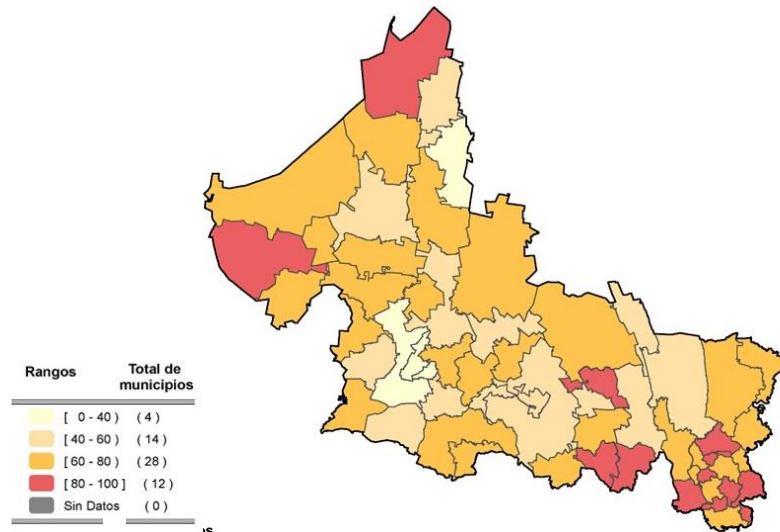 Rangos Total de municipios
[ 0 - 40 ) ( 4 )
[ 40 - 60 ) ( 14 )
[ 60 - 80 ) ( 28 )
[ 80 - 100 ] ( 12 )
Sin Datos ( 0 )
os